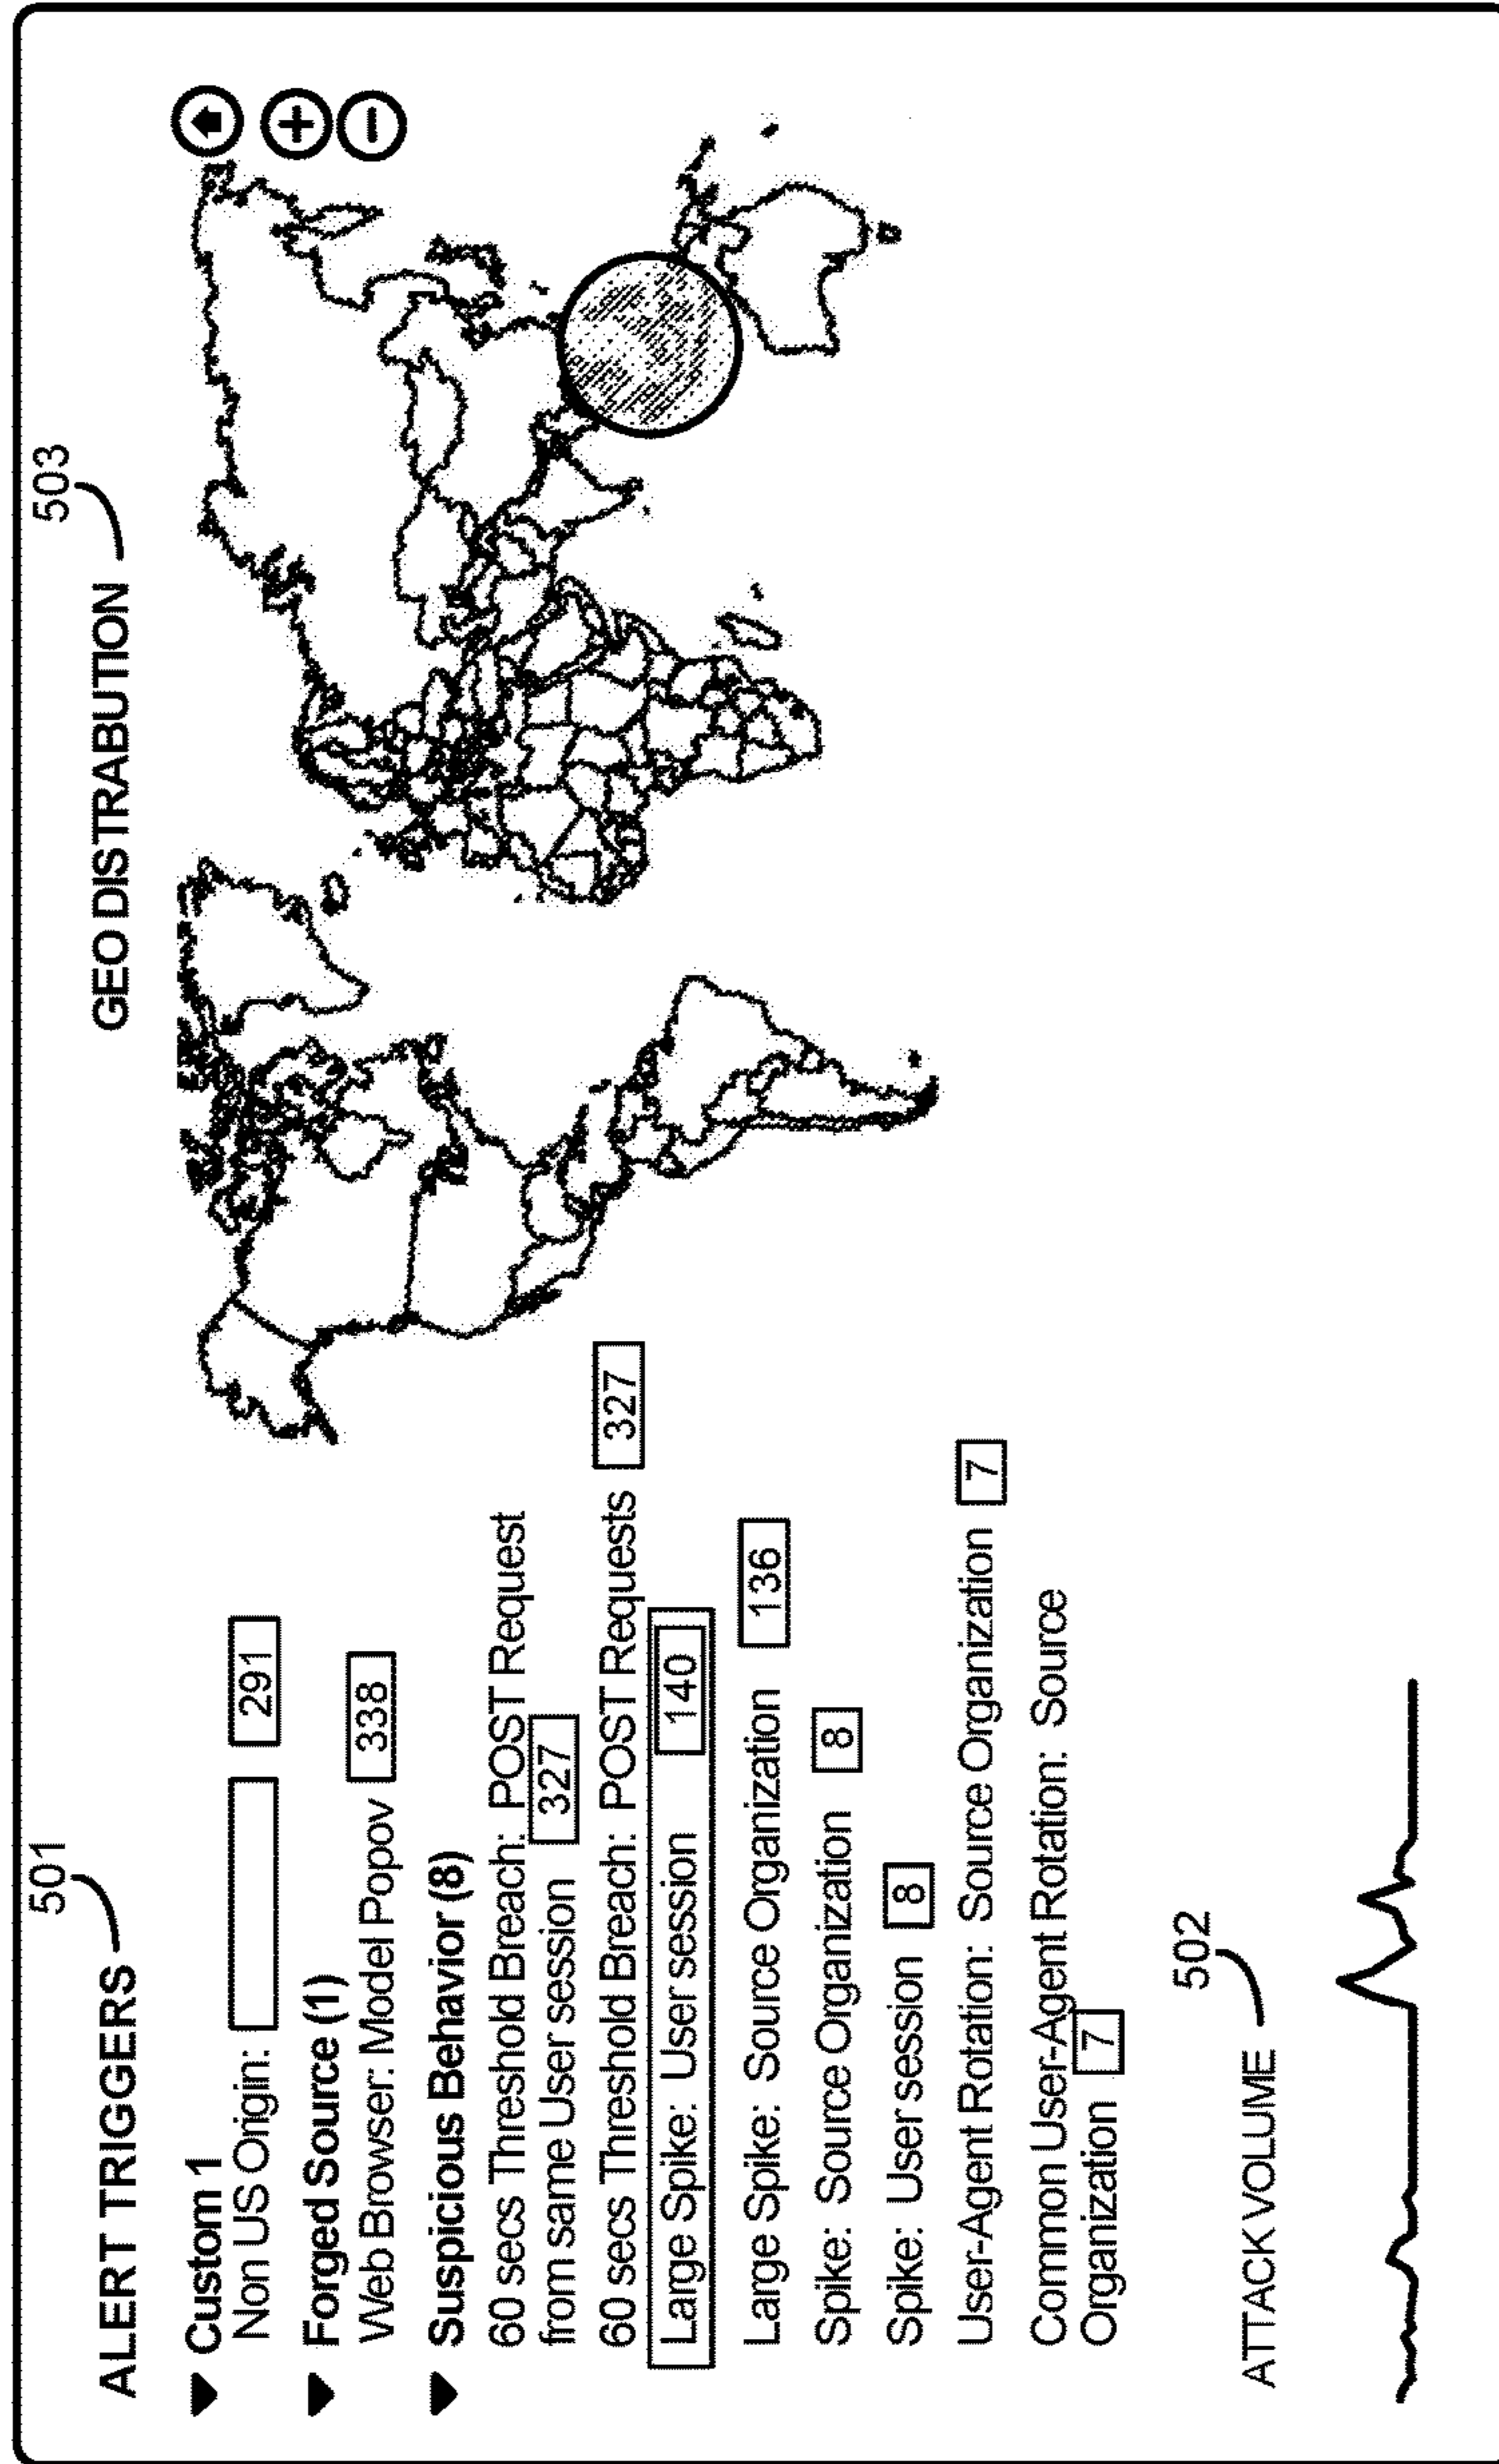 501
ALERT TRIGGERS
Custom 1
Non US Origin: 291
Forged Source (1)
Web Browser: Model Popov 338
Suspicious Behavior (8)
60 secs Threshold Breach: POST Request
from same User session 327
60 secs Threshold Breach: POST Requests 327
Large Spike: User session 140
Large Spike: Source Organization 136
Spike: Source Organization 8
Spike: User session 8
User-Agent Rotation: Source Organization 7
Common User-Agent Rotation: Source
Organization 7
502
ATTACK VOLUME
503
GEO DISTRABUTION